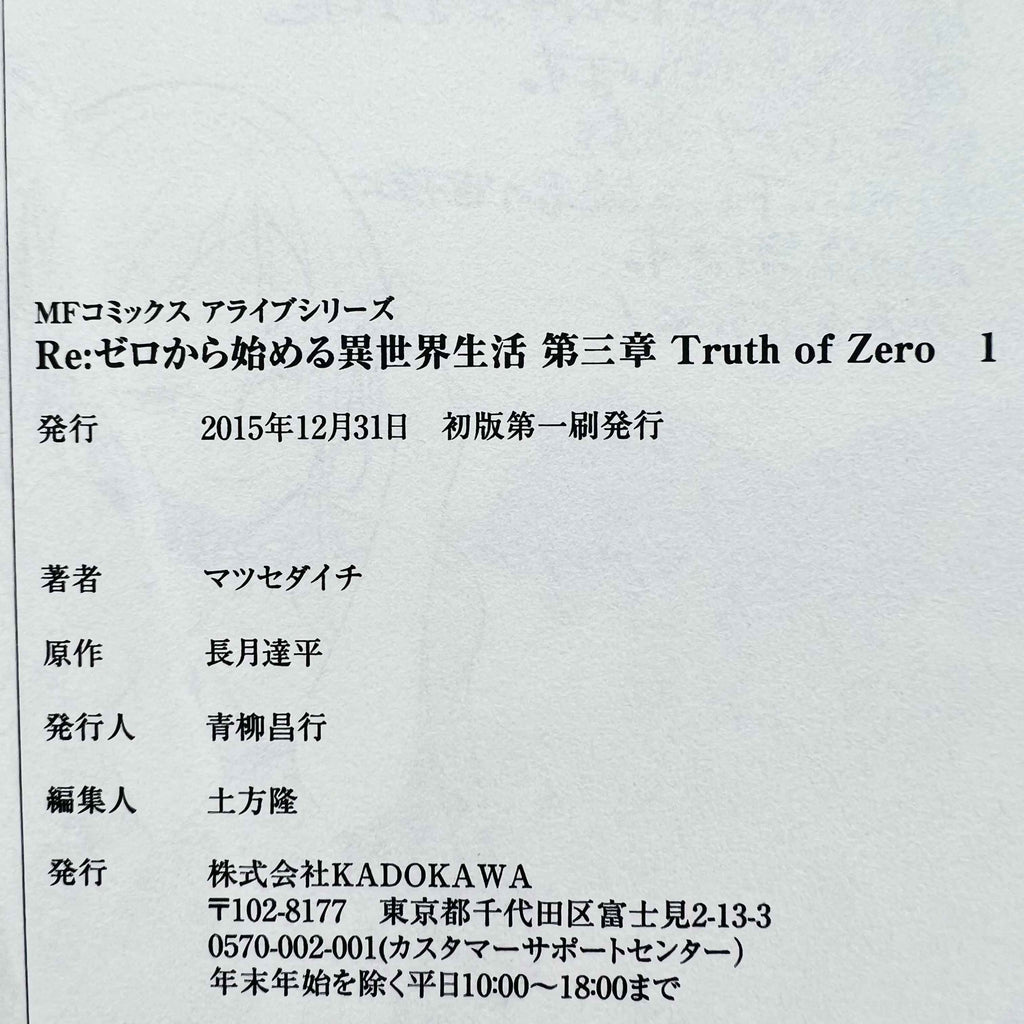 MFコミックス アライブシリーズ
Re:ゼロから始める異世界生活 第三章 Truth of Zero　1
発行　2015年12月31日　初版第一刷発行
著者　マツセダイチ
原作　長月達平
発行人　青柳昌行
編集人　土方隆
発行　株式会社KADOKAWA
〒102-8177　東京都千代田区富士見2-13-3
0570-002-001(カスタマーサポートセンター)
年末年始を除く平日10:00〜18:00まで